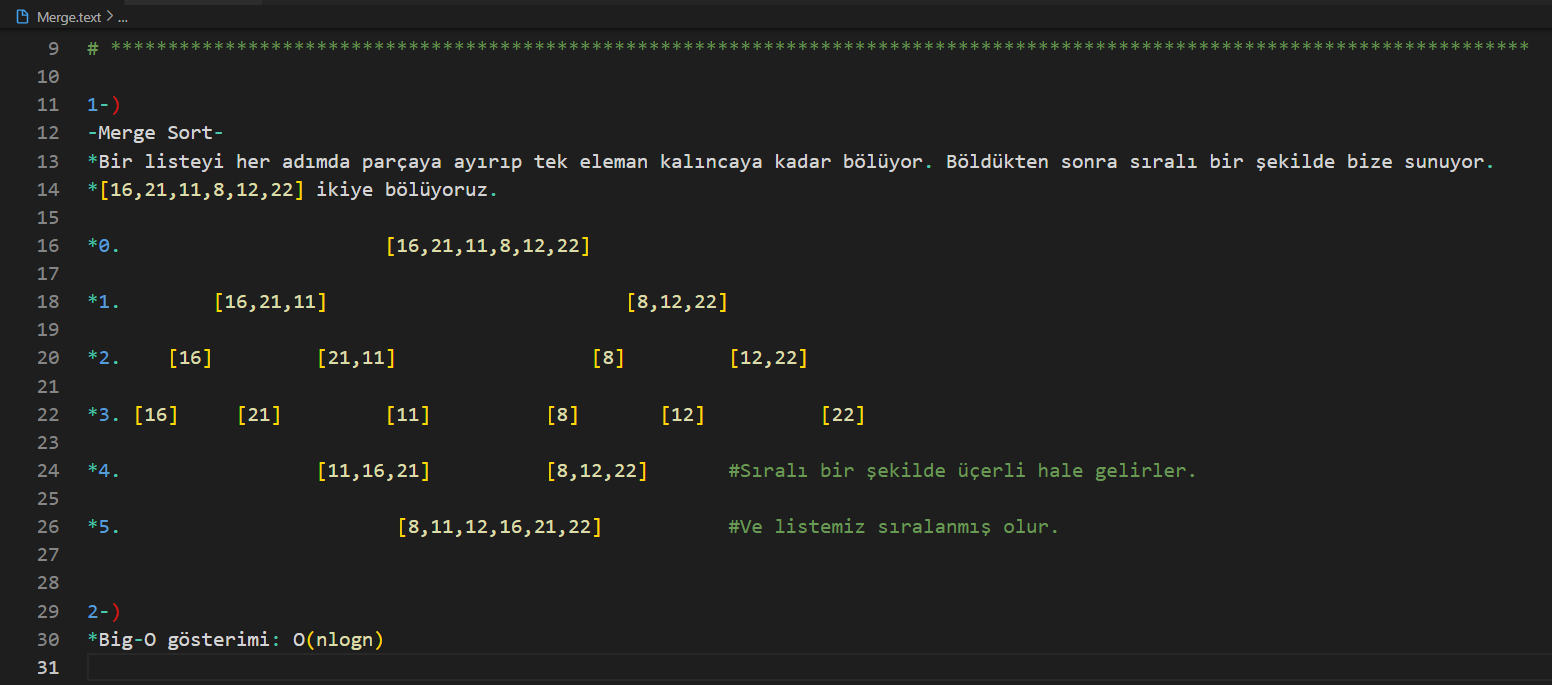 Merge.text > ...
9 # ****************************************************************************************************************************
10
11 1-)
12 -Merge Sort-
13 *Bir listeyi her adımda parçaya ayırıp tek eleman kalıncaya kadar bölüyor. Böldükten sonra sıralı bir şekilde bize sunuyor.
14 *[16,21,11,8,12,22] ikiye bölüyoruz.
15
16 *0. [16,21,11,8,12,22]
17
18 *1. [16,21,11] [8,12,22]
19
20 *2. [16] [21,11] [8] [12,22]
21
22 *3. [16] [21] [11] [8] [12] [22]
23
24 *4. [11,16,21] [8,12,22] #Sıralı bir şekilde üçerli hale gelirler.
25
26 *5. [8,11,12,16,21,22] #Ve listemiz sıralanmış olur.
27
28
29 2-)
30 *Big-O gösterimi: O(nlogn)
31